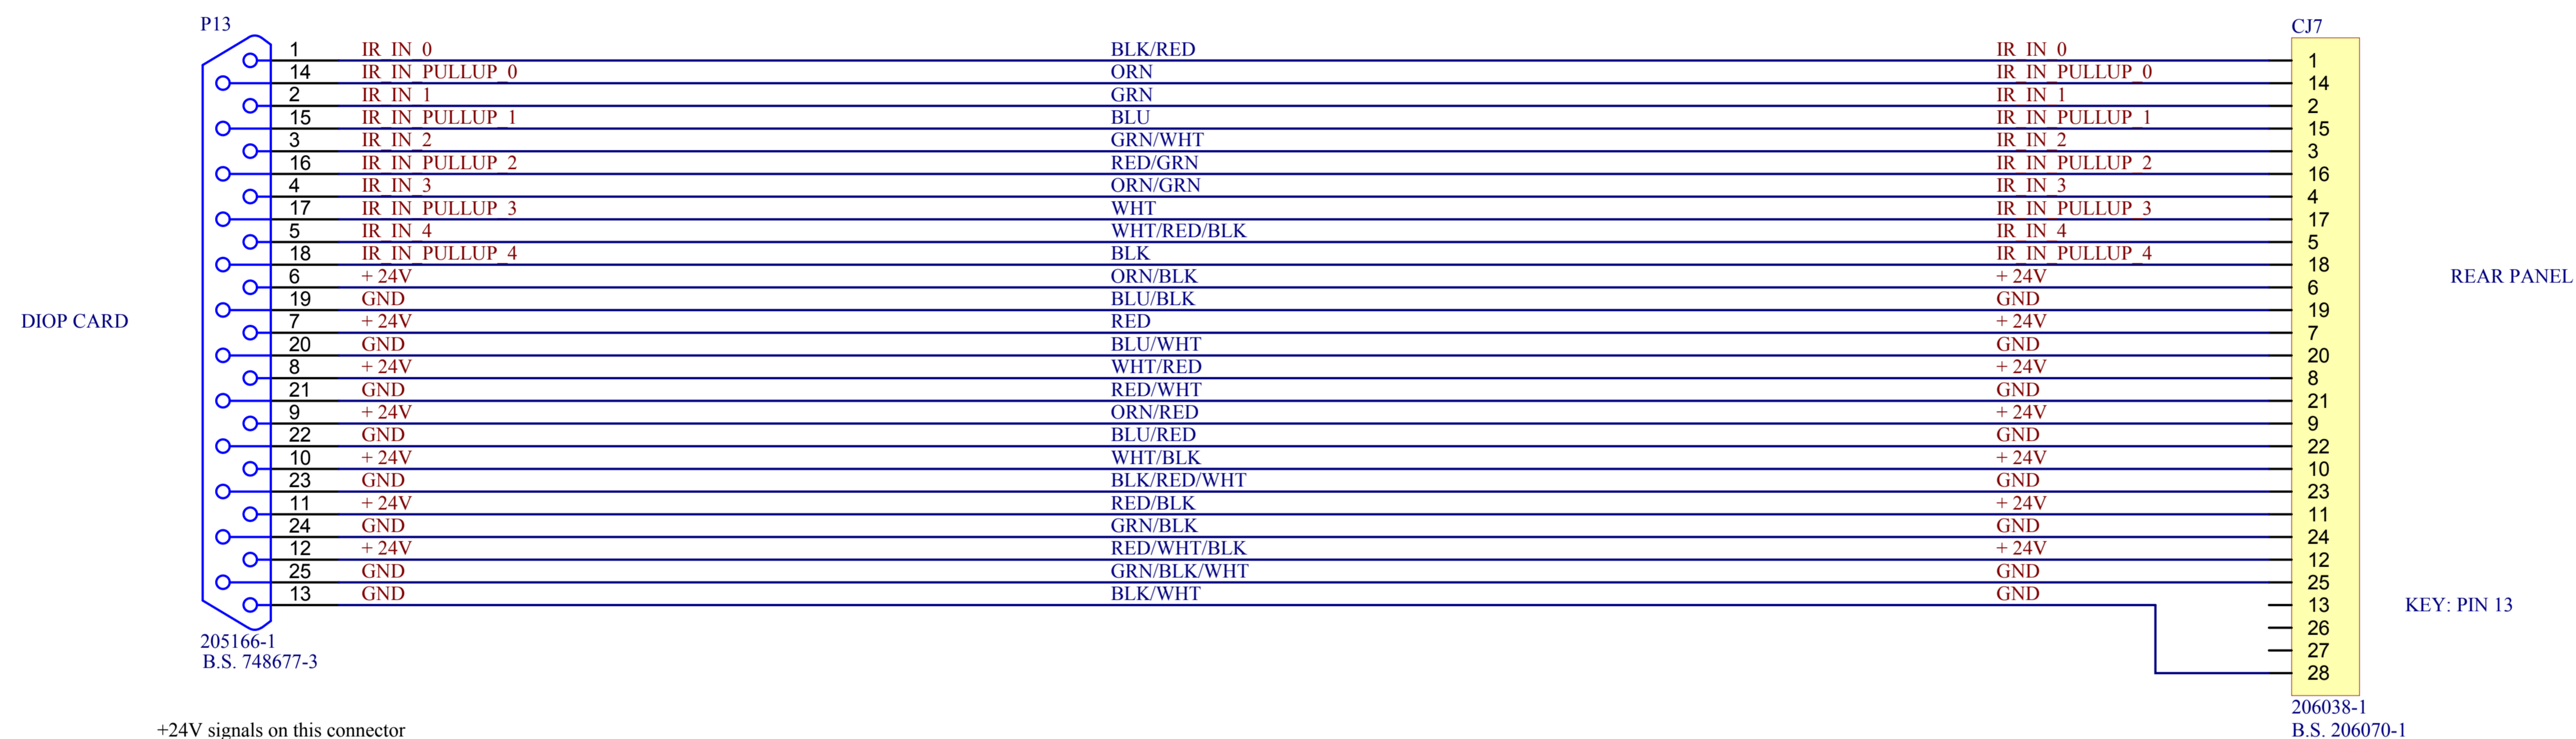 P13 CJ7
1 IR_IN_0 BLK/RED IR_IN_0 1
14 IR_IN_PULLUP_0 ORN IR_IN_PULLUP_0 14
2 IR_IN_1 GRN IR_IN_1 2
15 IR_IN_PULLUP_1 BLU IR_IN_PULLUP_1 15
3 IR_IN_2 GRN/WHT IR_IN_2 3
16 IR_IN_PULLUP_2 RED/GRN IR_IN_PULLUP_2 16
4 IR_IN_3 ORN/GRN IR_IN_3 4
17 IR_IN_PULLUP_3 WHT IR_IN_PULLUP_3 17
5 IR_IN_4 WHT/RED/BLK IR_IN_4 5
18 IR_IN_PULLUP_4 BLK IR_IN_PULLUP_4 18
6 +24V ORN/BLK +24V 6 REAR PANEL
19 GND BLU/BLK GND 19
DIOP CARD 7 +24V RED +24V 7
20 GND BLU/WHT GND 20
8 +24V WHT/RED +24V 8
21 GND RED/WHT GND 21
9 +24V ORN/RED +24V 9
22 GND BLU/RED GND 22
10 +24V WHT/BLK +24V 10
23 GND BLK/RED/WHT GND 23
11 +24V RED/BLK +24V 11
24 GND GRN/BLK GND 24
12 +24V RED/WHT/BLK +24V 12
25 GND GRN/BLK/WHT GND 25
13 GND BLK/WHT GND 13 KEY: PIN 13
26
27
28
205166-1
B.S. 748677-3
206038-1
B.S. 206070-1
+24V signals on this connector